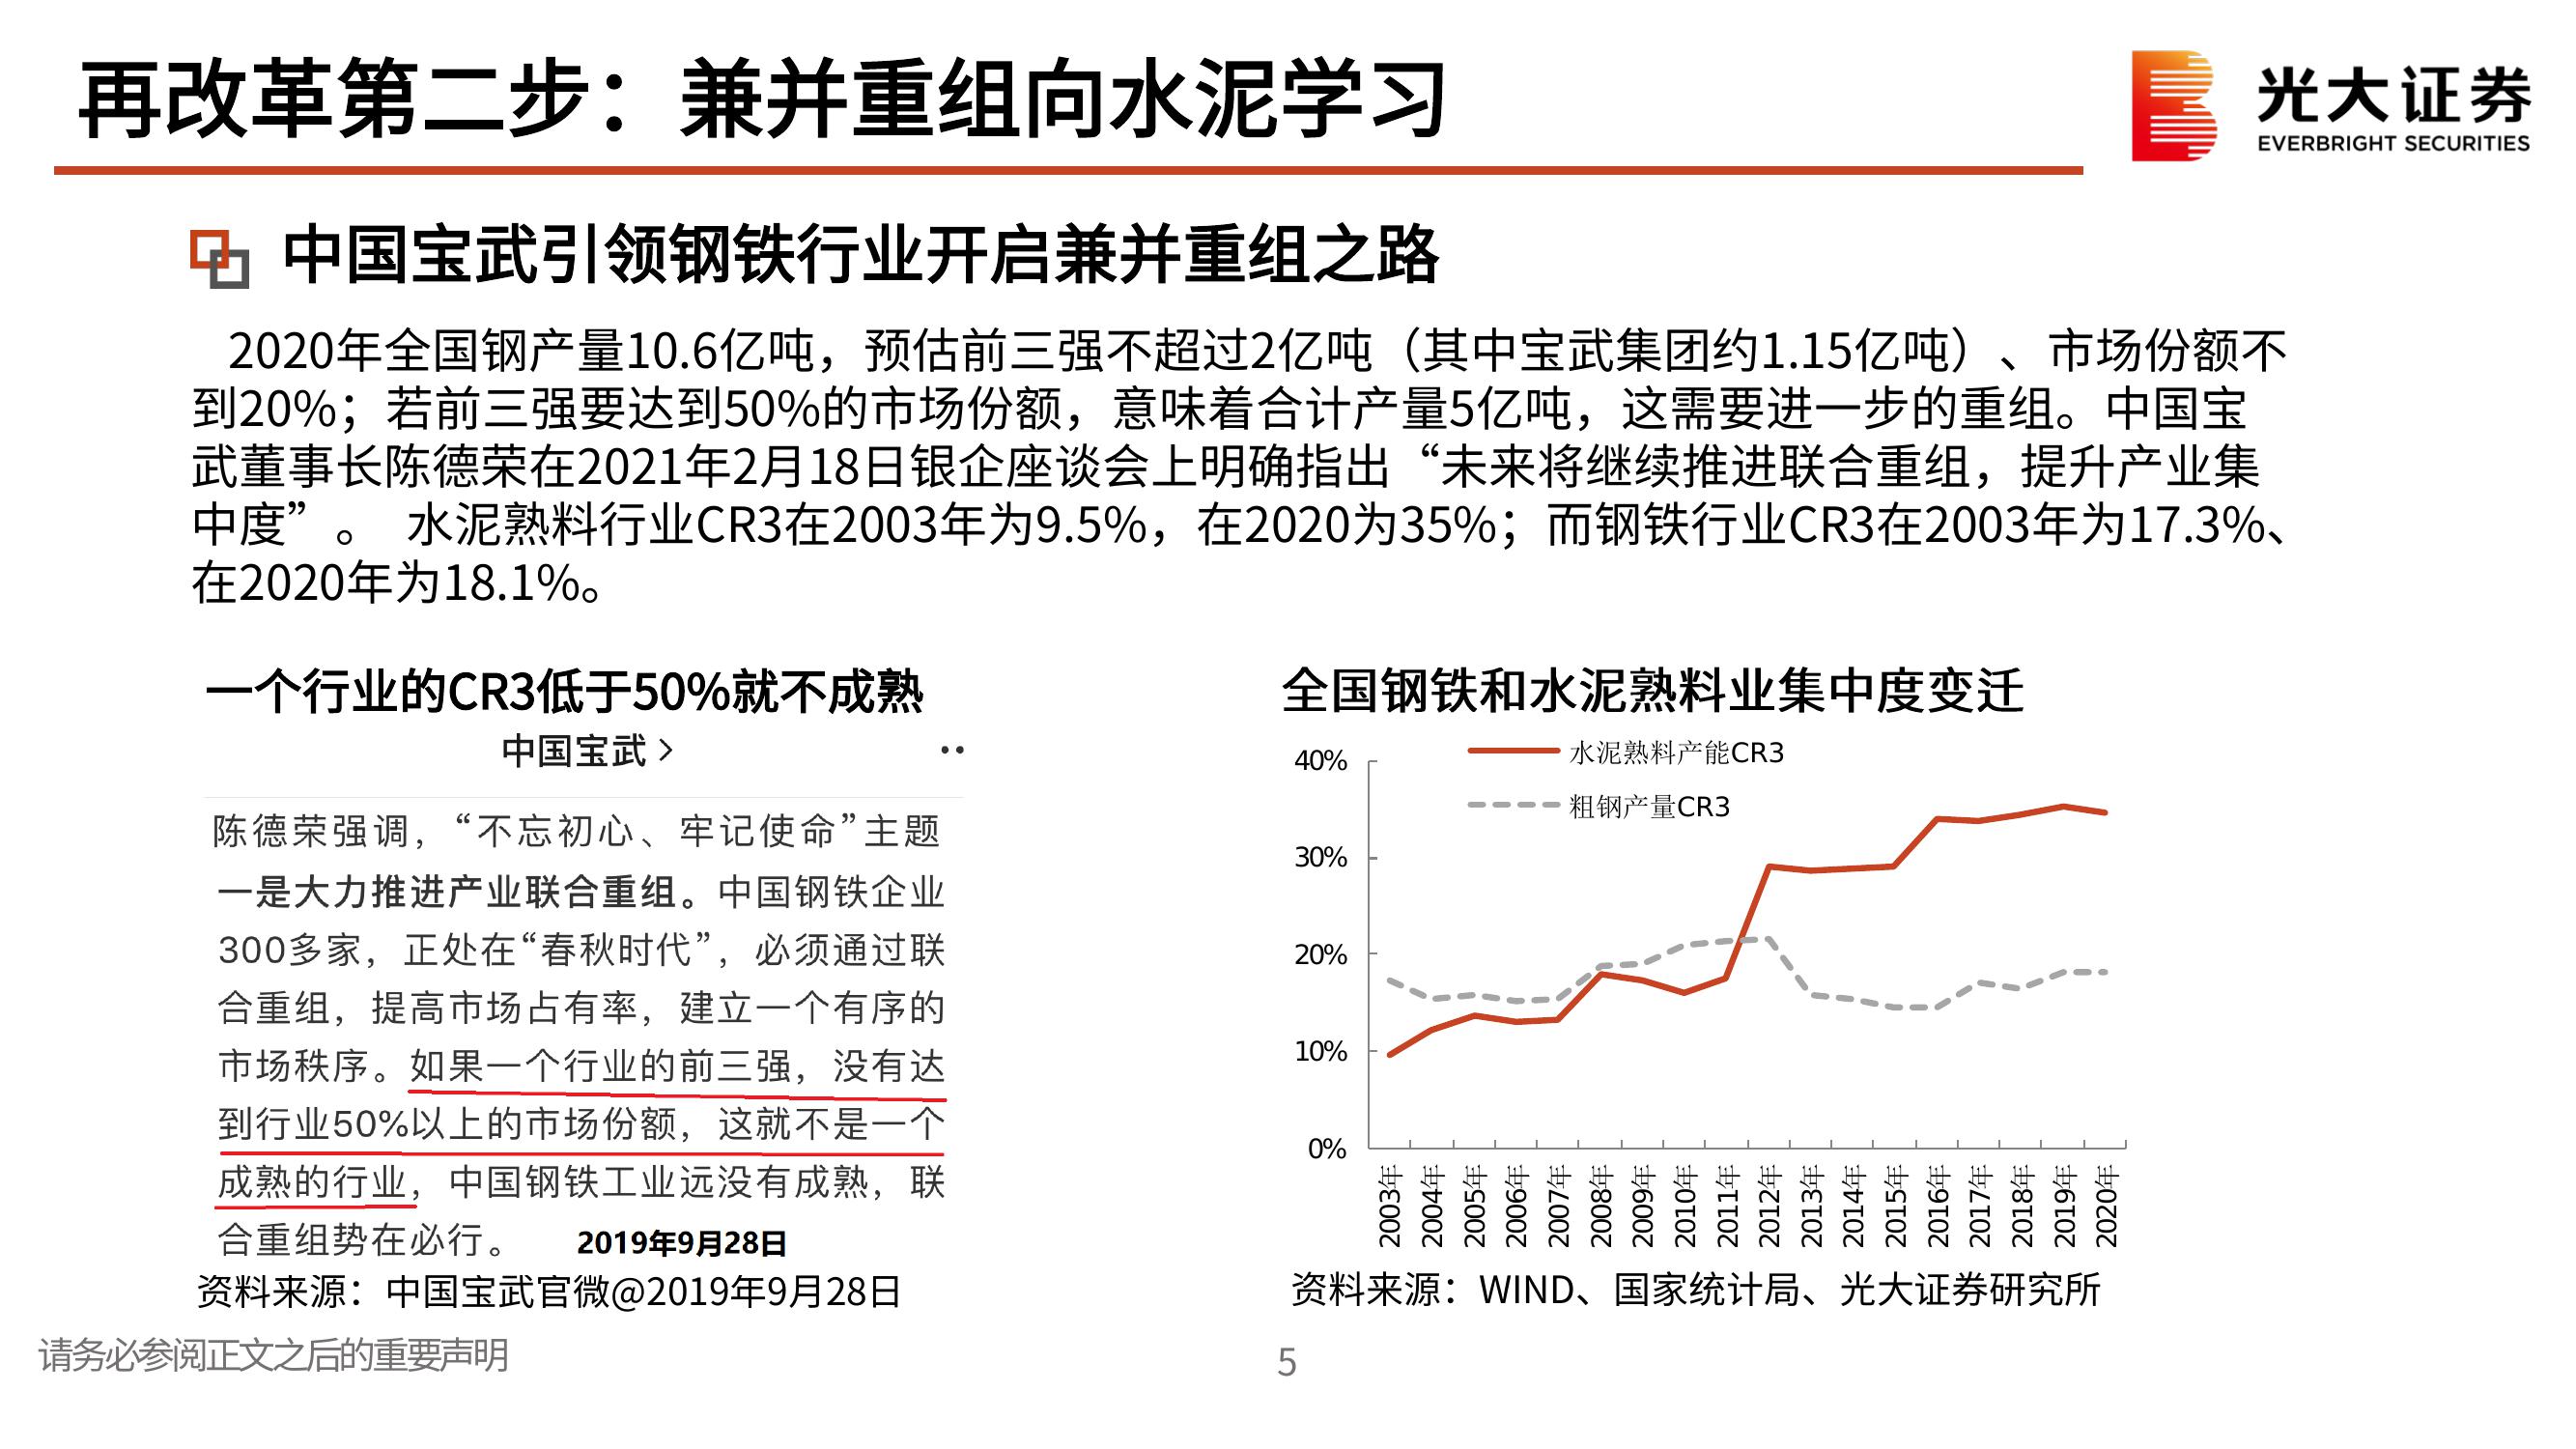 再改革第二步：兼并重组向水泥学习
光大证券
EVERBRIGHT SECURITIES
中国宝武引领钢铁行业开启兼并重组之路
2020年全国钢产量10.6亿吨，预估前三强不超过2亿吨（其中宝武集团约1.15亿吨）、市场份额不
到20%；若前三强要达到50%的市场份额，意味着合计产量5亿吨，这需要进一步的重组。中国宝
武董事长陈德荣在2021年2月18日银企座谈会上明确指出“未来将继续推进联合重组，提升产业集
中度”。 水泥熟料行业CR3在2003年为9.5%，在2020为35%；而钢铁行业CR3在2003年为17.3%、
在2020年为18.1%。
一个行业的CR3低于50%就不成熟
中国宝武 >
陈德荣强调，“不忘初心、牢记使命”主题
一是大力推进产业联合重组。中国钢铁企业
300多家，正处在“春秋时代”，必须通过联
合重组，提高市场占有率，建立一个有序的
市场秩序。如果一个行业的前三强，没有达
到行业50%以上的市场份额，这就不是一个
成熟的行业，中国钢铁工业远没有成熟，联
合重组势在必行。 2019年9月28日
资料来源：中国宝武官微@2019年9月28日
全国钢铁和水泥熟料业集中度变迁
水泥熟料产能CR3
粗钢产量CR3
40%
30%
20%
10%
0%
2003年
2004年
2005年
2006年
2007年
2008年
2009年
2010年
2011年
2012年
2013年
2014年
2015年
2016年
2017年
2018年
2019年
2020年
资料来源：WIND、国家统计局、光大证券研究所
请务必参阅正文之后的重要声明
5